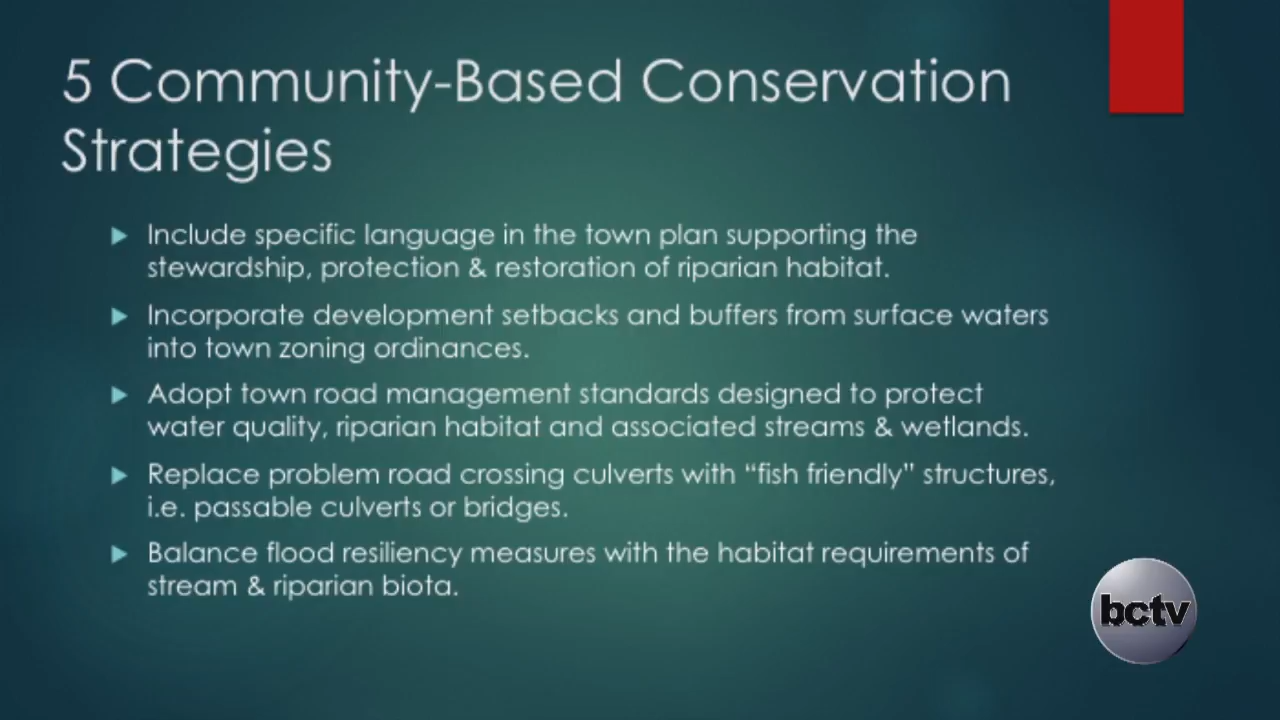 5 Community-Based Conservation
Strategies
Include specific language in the town plan supporting the
stewardship, protection & restoration of riparian habitat.
Incorporate development setbacks and buffers from surface waters
into town zoning ordinances.
Adopt town road management standards designed to protect
water quality, riparian habitat and associated streams & wetlands.
Replace problem road crossing culverts with “fish friendly” structures,
i.e. passable culverts or bridges.
Balance flood resiliency measures with the habitat requirements of
stream & riparian biota.
bctv